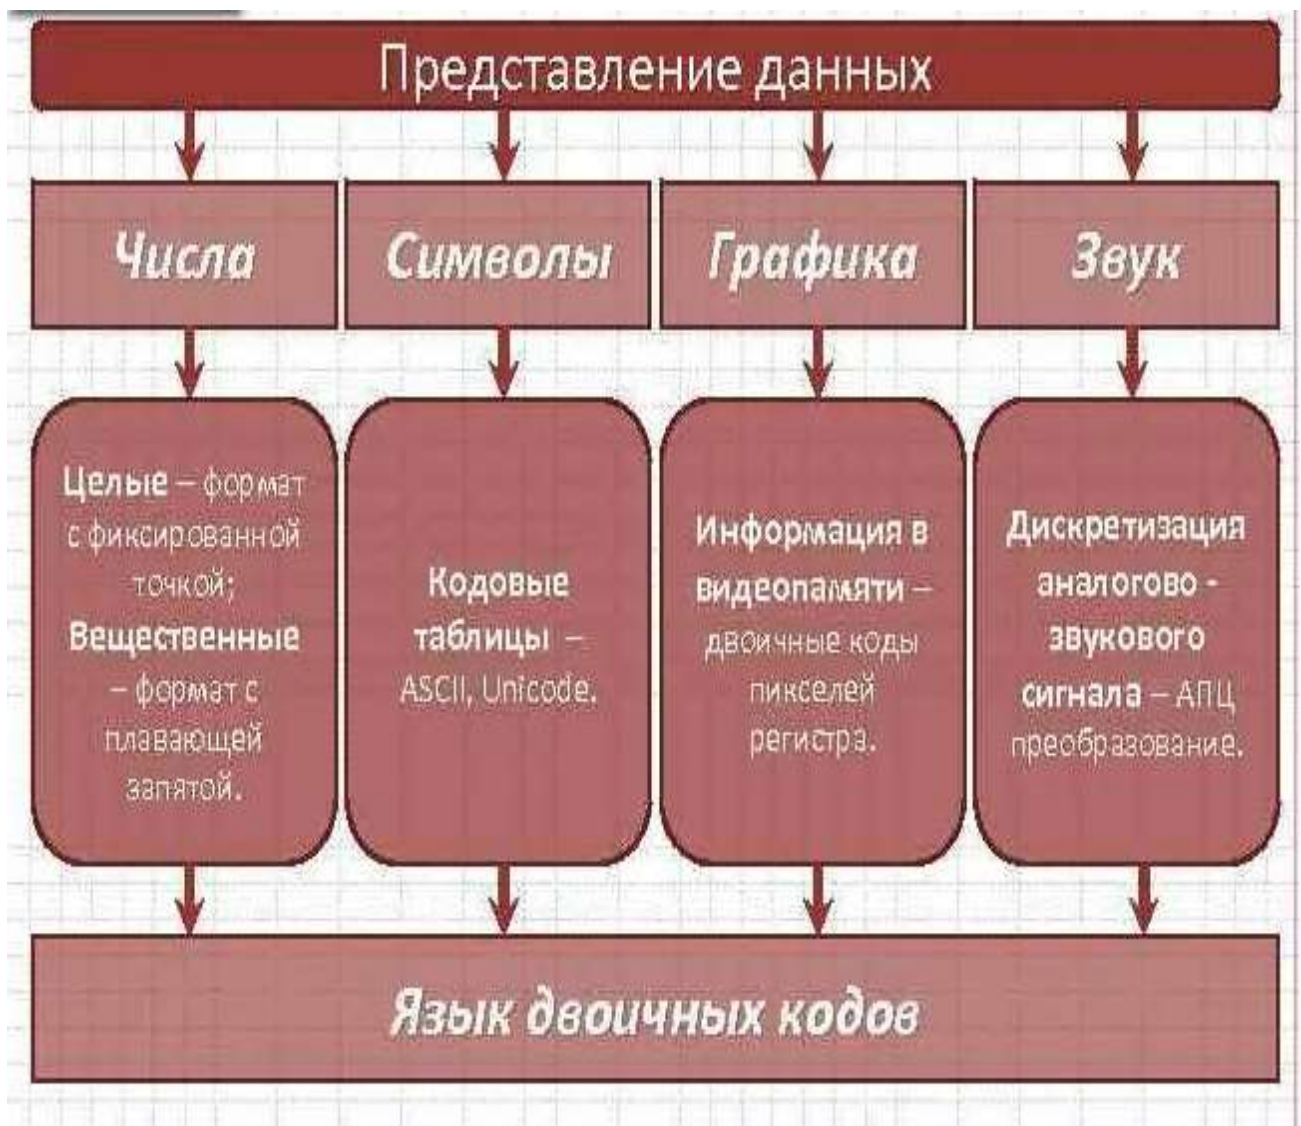 Представление данных
Числа
Символы
Графика
Звук
Целые – формат
с фиксированной
точкой;
Вещественные
– формат с
плавающей
запятой.
Кодовые
таблицы –
ASCII, Unicode.
Информация в
видеопамяти –
двоичные коды
пикселей
регистра.
Дискретизация
аналогово -
звукового
сигнала – АПЦ
преобразование.
Язык двоичных кодов